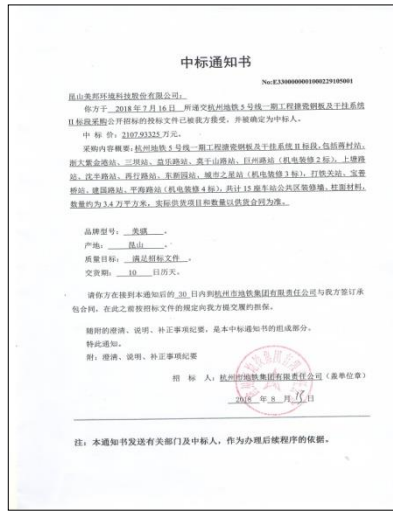 中标通知书
No:E3300000001000229105001
昆山美邦环境科技股份有限公司:
你方于 2018 年 7 月 16 日 所递交杭州地铁 5 号线一期工程搪瓷钢板及干挂系统
II 标段采购公开招标的投标文件已被我方接受,并被确定为中标人。
中 标 价: 2107.93325 万元。
采购内容概要:杭州地铁 5 号线一期工程搪瓷钢板及干挂系统 II 标段,包括蒋村站、
浙大紫金港站、三坝站、益乐路站、莫干山路站、巨州路站(机电装修 2 标),上塘路
站、沈半路站、再行路站、东新园站、城市之星站(机电装修 3 标),打铁关站、宝善
桥站、建国路站、平海路站(机电装修 4 标),共计 15 座车站公共区装修墙、柱面材料,
数量约为 3.4 万平方米,实际供货项目和数量以供货合同为准。
品牌型号: 美骐 。
产地: 昆山 。
质量目标: 满足招标文件 。
交货期: 10 日历天。
请你方在接到本通知后的 30 日内到杭州市地铁集团有限责任公司与我方签订承
包合同,在此之前按招标文件的规定向我方提交履约担保。
随附的澄清、说明、补正事项纪要,是本中标通知书的组成部分。
特此通知。
附:澄清、说明、补正事项纪要
招 标 人:杭州市地铁集团有限责任公司(盖单位章)
2018 年 8 月 15 日
注:本通知书发送有关部门及中标人,作为办理后续程序的依据。